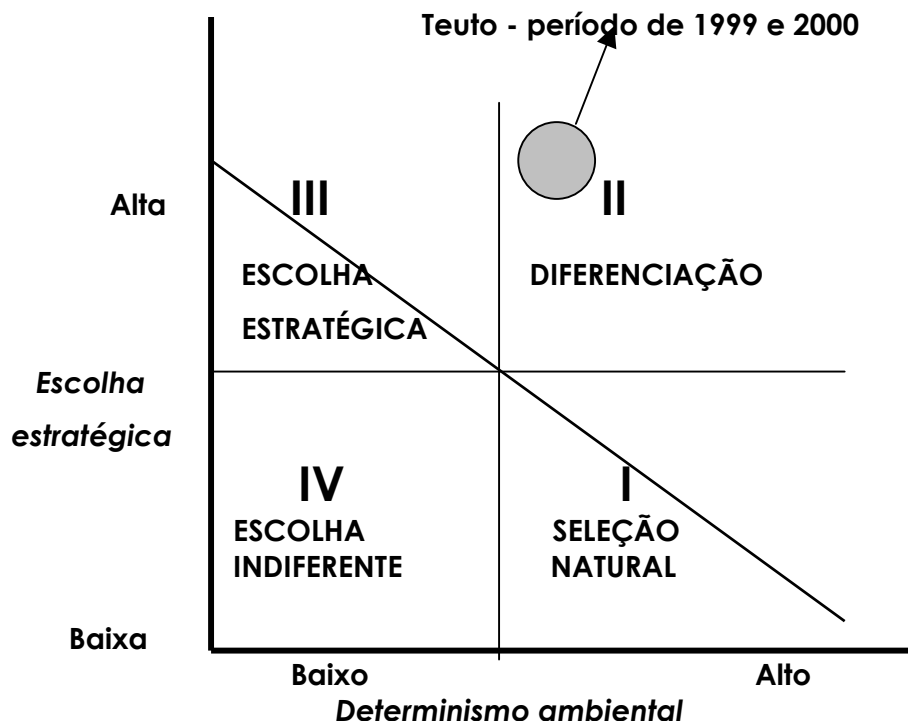 Teuto - período de 1999 e 2000
Alta
III
II
ESCOLHA
ESTRATÉGICA
DIFERENCIAÇÃO
Escolha
estratégica
IV
I
ESCOLHA
INDIFERENTE
SELEÇÃO
NATURAL
Baixa
Baixo
Alto
Determinismo ambiental